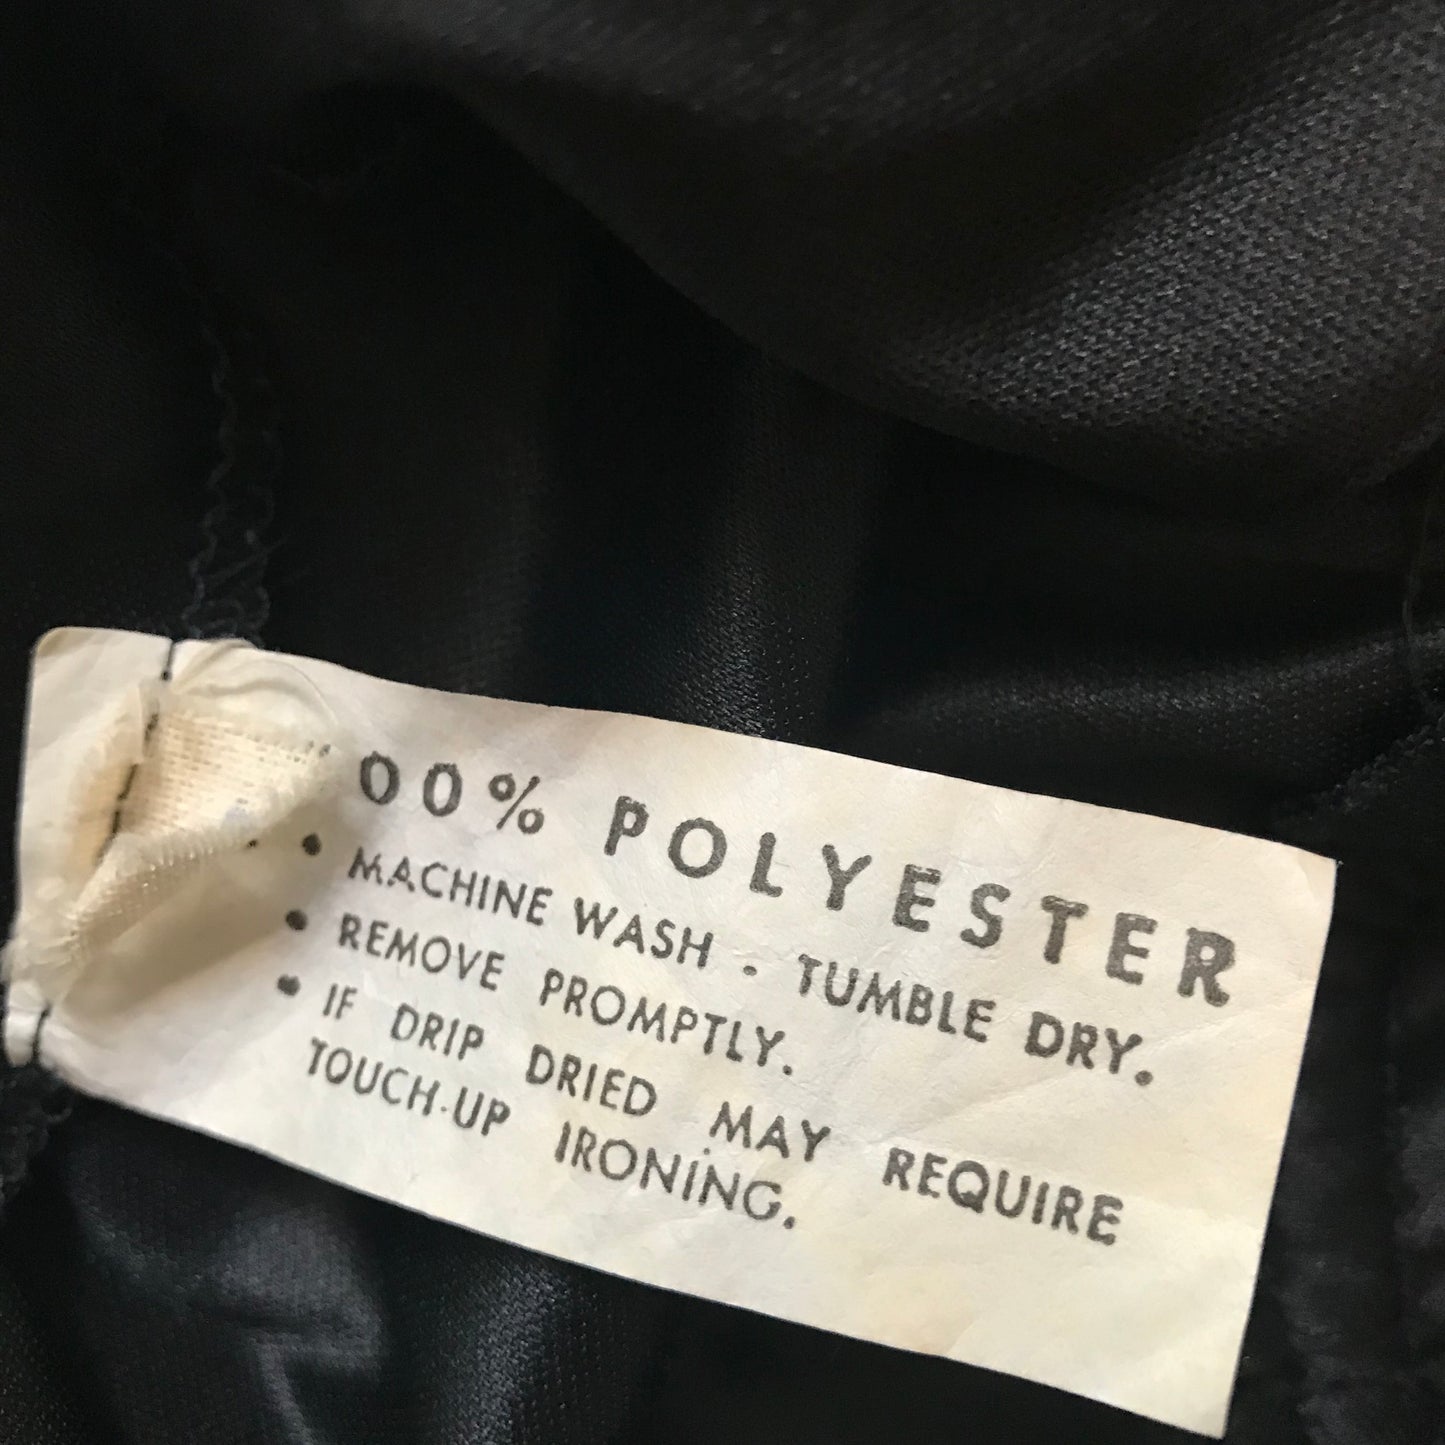 00% POLYESTER
• MACHINE WASH - TUMBLE DRY.
• REMOVE PROMPTLY.
• IF DRIP DRIED MAY REQUIRE
TOUCH-UP IRONING.